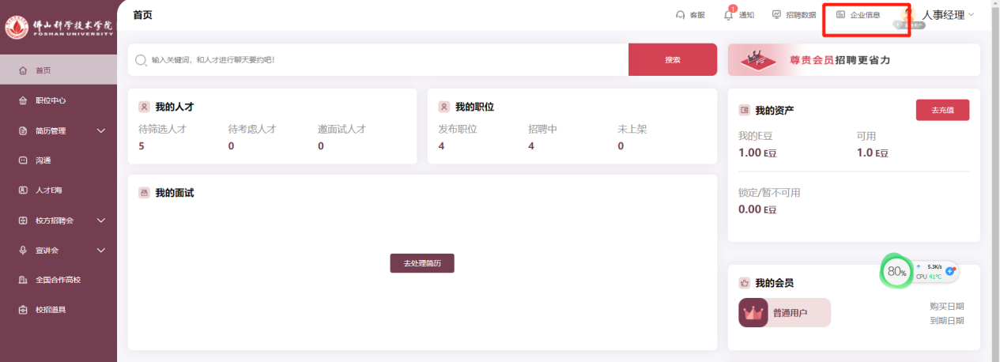 佛山科学技术学院
FOSHAN UNIVERSITY
首页
客服
1
通知
招聘数据
企业信息
人事经理
普通用户
首页
职位中心
简历管理
沟通
人才E海
校方招聘会
宣讲会
全国合作高校
校招道具
输入关键词，和人才进行聊天要约吧！
搜索
尊贵会员招聘更省力
我的人才
待筛选人才 待考虑人才 邀面试人才
5 0 0
我的职位
发布职位 招聘中 未上架
4 4 0
我的资产
去充值
我的E豆 可用
1.00 E豆 1.0 E豆
锁定/暂不可用
0.00 E豆
我的面试
去处理简历
80%
5.3K/s
CPU 41°C
我的会员
普通用户
购买日期
到期日期